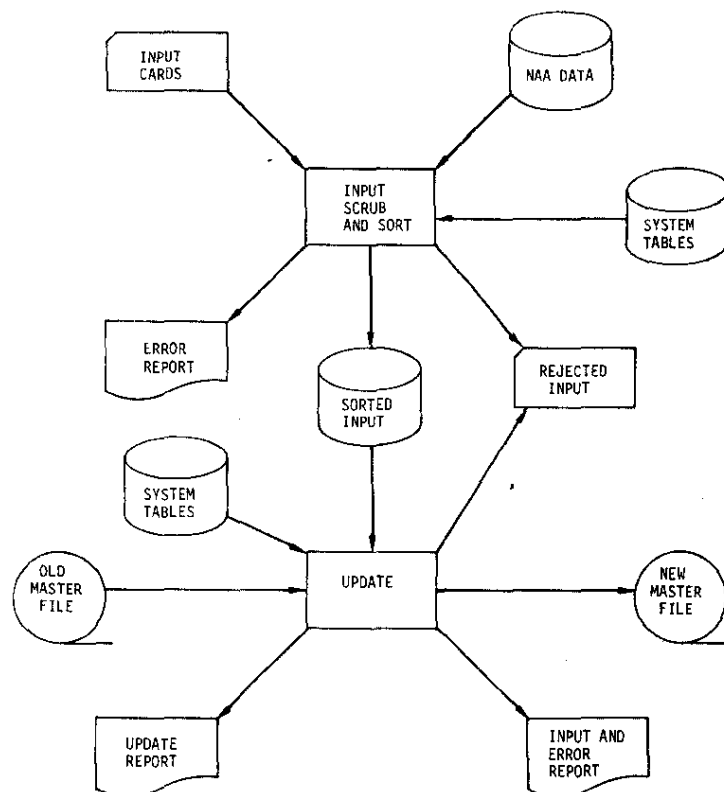 INPUT
CARDS
NAA DATA
INPUT
SCRUB
AND SORT
SYSTEM
TABLES
ERROR
REPORT
SORTED
INPUT
REJECTED
INPUT
SYSTEM
TABLES
OLD
MASTER
FILE
UPDATE
NEW
MASTER
FILE
UPDATE
REPORT
INPUT AND
ERROR
REPORT